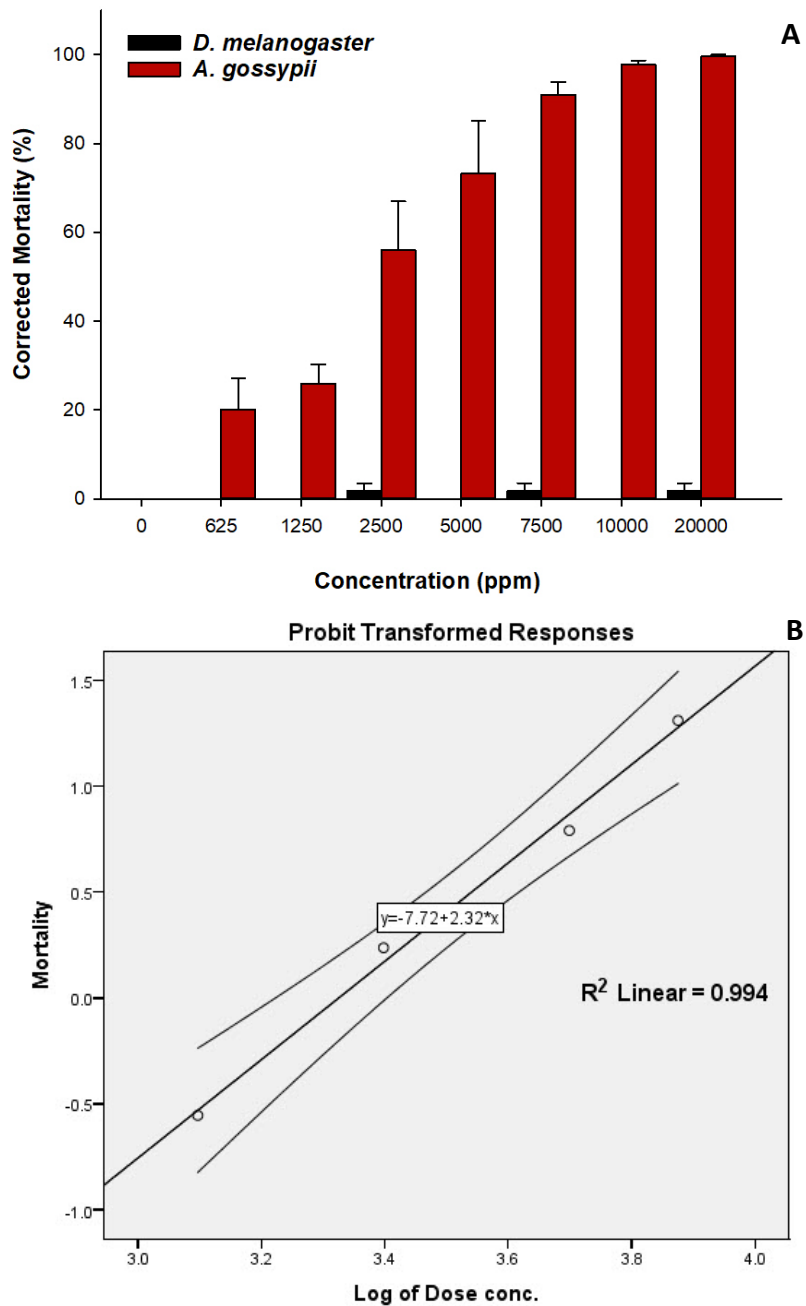 A
D. melanogaster
A. gossypii
Corrected Mortality (%)
100
80
60
40
20
0
0 625 1250 2500 5000 7500 10000 20000
Concentration (ppm)
B
Probit Transformed Responses
Mortality
1.5
1.0
0.5
0.0
-0.5
-1.0
y=-7.72+2.32*x
R² Linear = 0.994
3.0 3.2 3.4 3.6 3.8 4.0
Log of Dose conc.